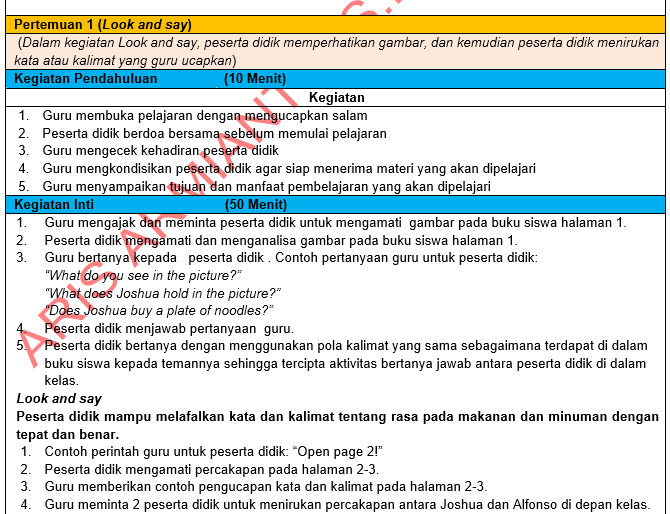 Pertemuan 1 (Look and say)
(Dalam kegiatan Look and say, peserta didik memperhatikan gambar, dan kemudian peserta didik menirukan
kata atau kalimat yang guru ucapkan)
Kegiatan Pendahuluan (10 Menit)
Kegiatan
1. Guru membuka pelajaran dengan mengucapkan salam
2. Peserta didik berdoa bersama sebelum memulai pelajaran
3. Guru mengecek kehadiran peserta didik
4. Guru mengkondisikan peserta didik agar siap menerima materi yang akan dipelajari
5. Guru menyampaikan tujuan dan manfaat pembelajaran yang akan dipelajari
Kegiatan Inti (50 Menit)
1. Guru mengajak dan meminta peserta didik untuk mengamati gambar pada buku siswa halaman 1.
2. Peserta didik mengamati dan menganalisa gambar pada buku siswa halaman 1.
3. Guru bertanya kepada peserta didik . Contoh pertanyaan guru untuk peserta didik:
“What do you see in the picture?”
“What does Joshua hold in the picture?”
“Does Joshua buy a plate of noodles?”
4. Peserta didik menjawab pertanyaan guru.
5. Peserta didik bertanya dengan menggunakan pola kalimat yang sama sebagaimana terdapat di dalam
buku siswa kepada temannya sehingga tercipta aktivitas bertanya jawab antara peserta didik di dalam
kelas.
Look and say
Peserta didik mampu melafalkan kata dan kalimat tentang rasa pada makanan dan minuman dengan
tepat dan benar.
1. Contoh perintah guru untuk peserta didik: “Open page 2!”
2. Peserta didik mengamati percakapan pada halaman 2-3.
3. Guru memberikan contoh pengucapan kata dan kalimat pada halaman 2-3.
4. Guru meminta 2 peserta didik untuk menirukan percakapan antara Joshua dan Alfonso di depan kelas.
ARIS